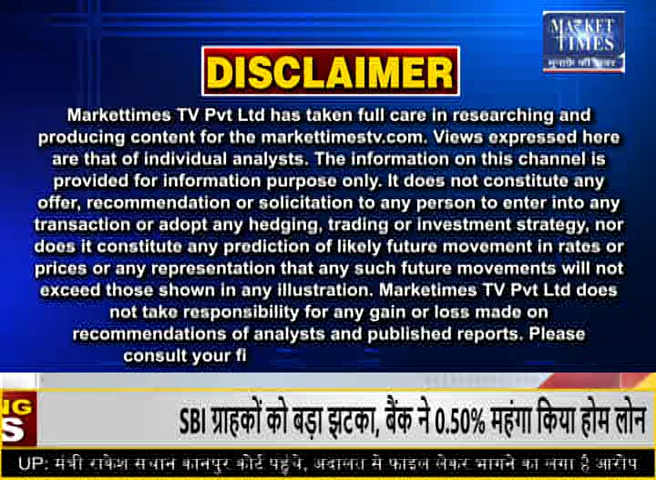 MARKET
TIMES
मुनाफे की खबर
DISCLAIMER
Markettimes TV Pvt Ltd has taken full care in researching and
producing content for the markettimestv.com. Views expressed here
are that of individual analysts. The information on this channel is
provided for information purpose only. It does not constitute any
offer, recommendation or solicitation to any person to enter into any
transaction or adopt any hedging, trading or investment strategy, nor
does it constitute any prediction of likely future movement in rates or
prices or any representation that any such future movements will not
exceed those shown in any illustration. Marketimes TV Pvt Ltd does
not take responsibility for any gain or loss made on
recommendations of analysts and published reports. Please
consult your fi
NG
S
SBI ग्राहकों को बड़ा झटका, बैंक ने 0.50% महंगा किया होम लोन
UP: मंत्री राकेश सचान कानपुर कोर्ट पहुंचे, अदालत से फाइल लेकर भागने का लगा है आरोप